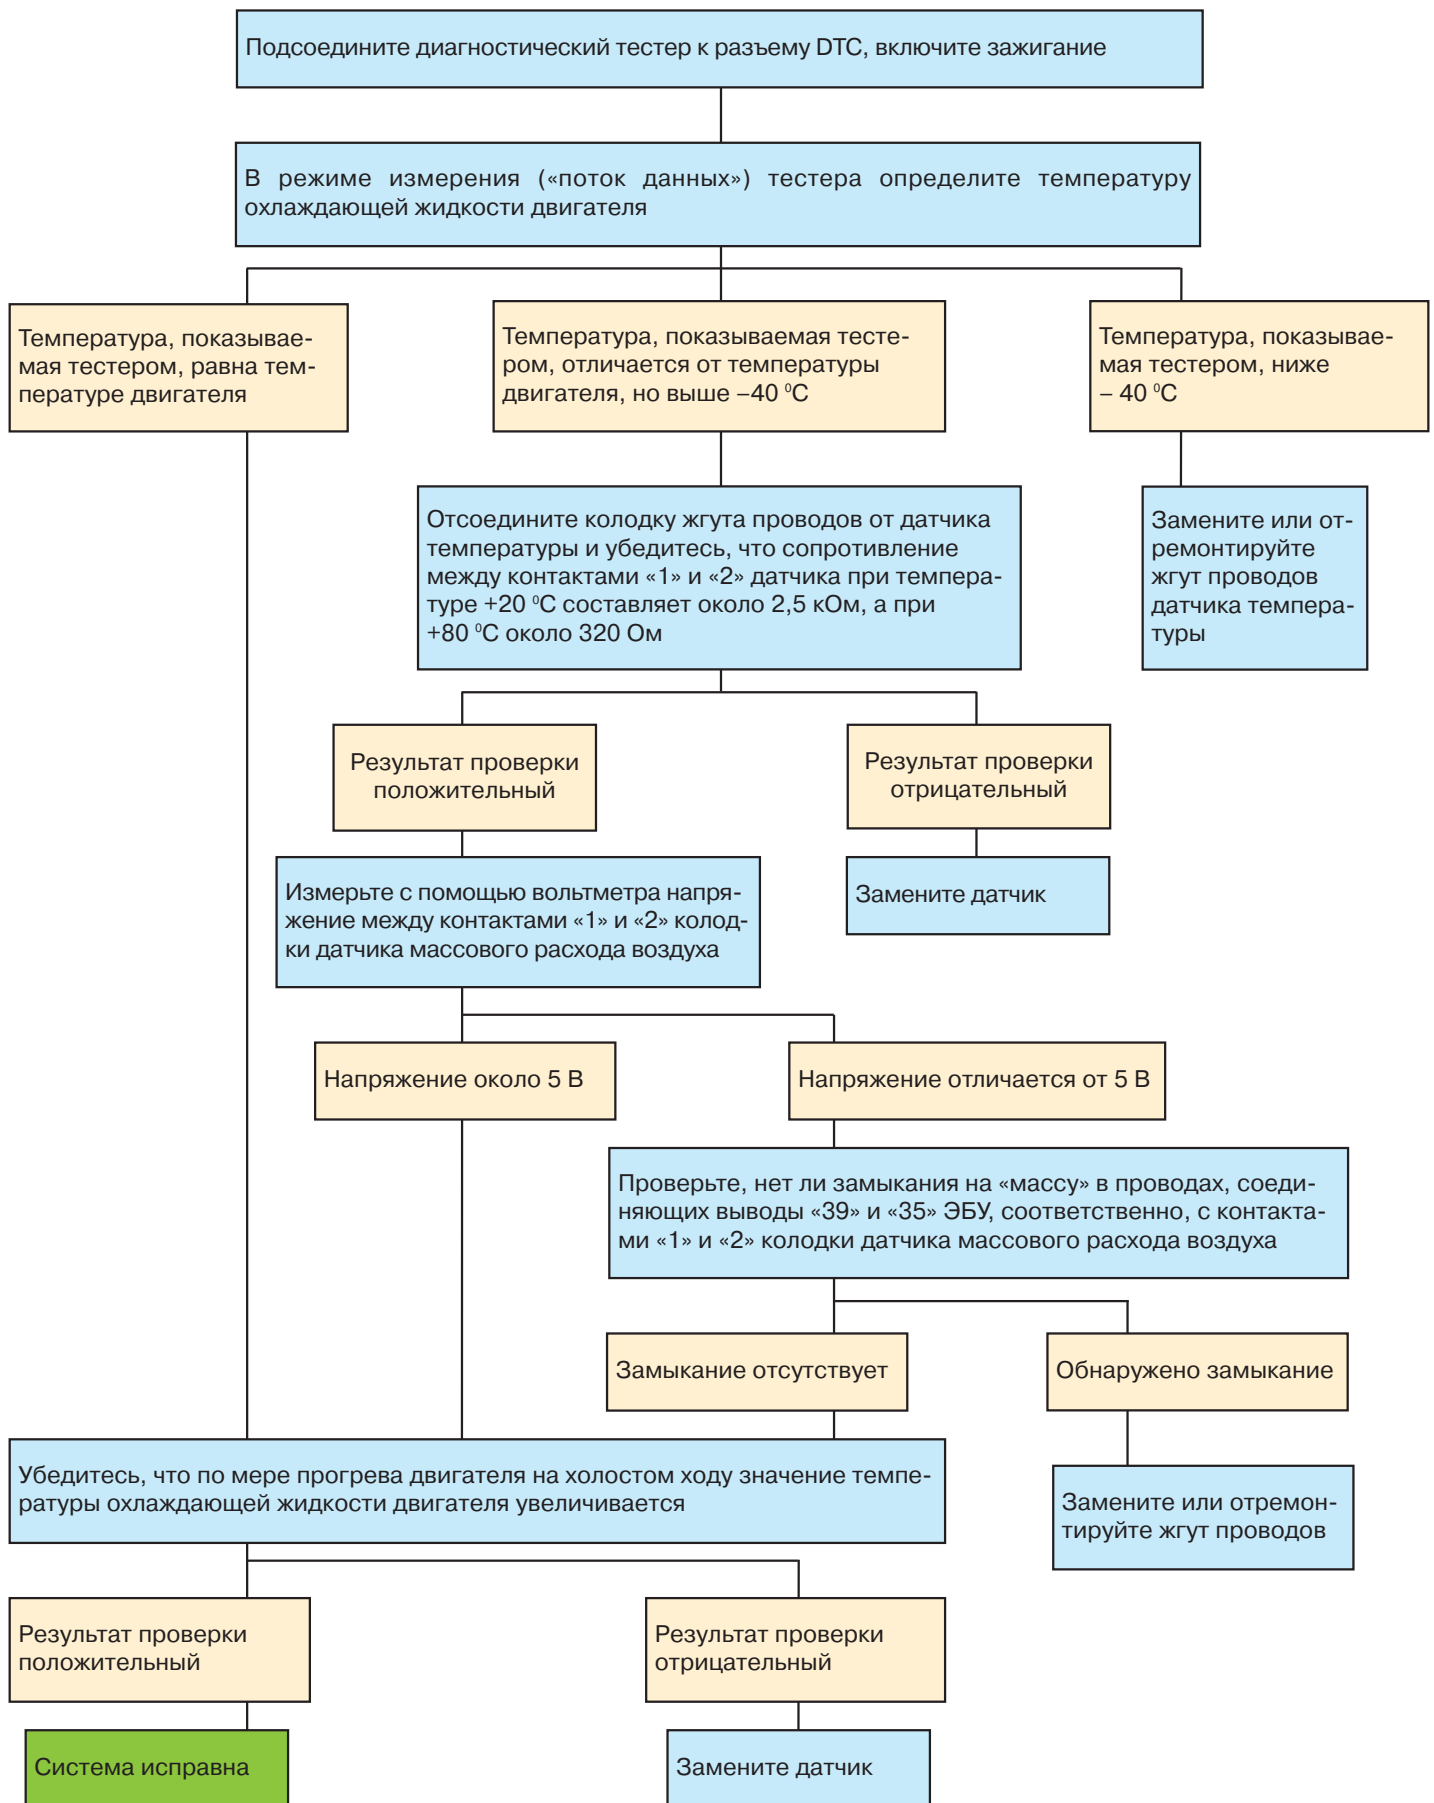 Подсоедините диагностический тестер к разъему DTC, включите зажигание
В режиме измерения («поток данных») тестера определите температуру
охлаждающей жидкости двигателя
Температура, показывае-
мая тестером, равна тем-
пературе двигателя
Температура, показываемая тесте-
ром, отличается от температуры
двигателя, но выше –40 ⁰С
Температура, показывае-
мая тестером, ниже
– 40 ⁰С
Отсоедините колодку жгута проводов от датчика
температуры и убедитесь, что сопротивление
между контактами «1» и «2» датчика при темпера-
туре +20 ⁰С составляет около 2,5 кОм, а при
+80 ⁰С около 320 Ом
Замените или от-
ремонтируйте
жгут проводов
датчика темпера-
туры
Результат проверки
положительный
Результат проверки
отрицательный
Измерьте с помощью вольтметра напря-
жение между контактами «1» и «2» колод-
ки датчика массового расхода воздуха
Замените датчик
Напряжение около 5 В
Напряжение отличается от 5 В
Проверьте, нет ли замыкания на «массу» в проводах, соеди-
няющих выводы «39» и «35» ЭБУ, соответственно, с контакта-
ми «1» и «2» колодки датчика массового расхода воздуха
Замыкание отсутствует
Обнаружено замыкание
Убедитесь, что по мере прогрева двигателя на холостом ходу значение темпе-
ратуры охлаждающей жидкости двигателя увеличивается
Замените или отремон-
тируйте жгут проводов
Результат проверки
положительный
Результат проверки
отрицательный
Система исправна
Замените датчик